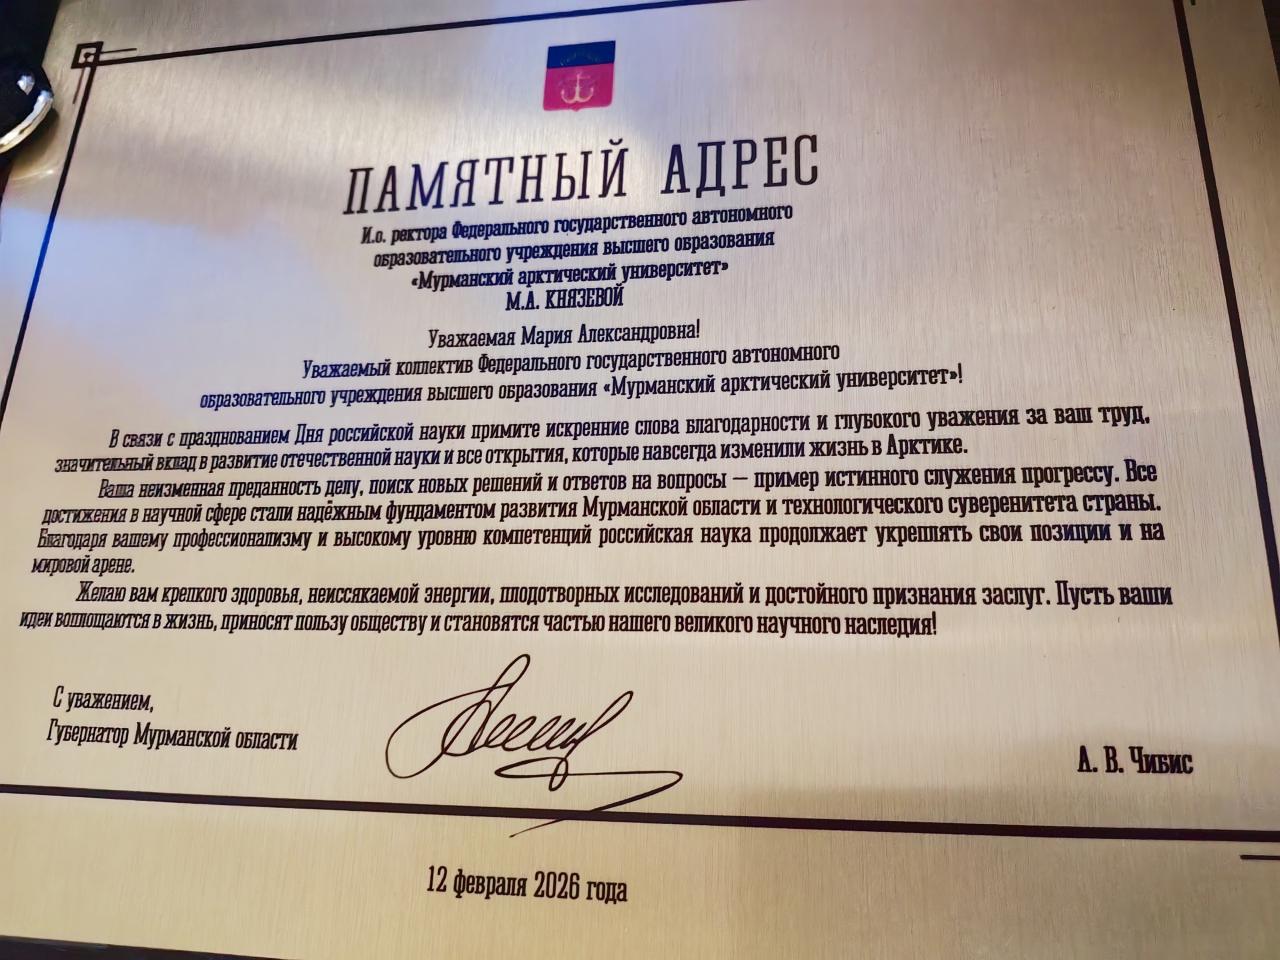 ПАМЯТНЫЙ АДРЕС
И.о. ректора Федерального государственного автономного
образовательного учреждения высшего образования
«Мурманский арктический университет»
М.А. КНЯЗЕВОЙ
Уважаемая Мария Александровна!
Уважаемый коллектив Федерального государственного автономного
образовательного учреждения высшего образования «Мурманский арктический университет»!
В связи с празднованием Дня российской науки примите искренние слова благодарности и глубокого уважения за ваш труд,
значительный вклад в развитие отечественной науки и все открытия, которые навсегда изменили жизнь в Арктике.
Ваша неизменная преданность делу, поиск новых решений и ответов на вопросы – пример истинного служения прогрессу. Все
достижения в научной сфере стали надёжным фундаментом развития Мурманской области и технологического суверенитета страны.
Благодаря вашему профессионализму и высокому уровню компетенций российская наука продолжает укреплять свои позиции и на
мировой арене.
Желаю вам крепкого здоровья, неиссякаемой энергии, плодотворных исследований и достойного признания заслуг. Пусть ваши
идеи воплощаются в жизнь, приносят пользу обществу и становятся частью нашего великого научного наследия!
С уважением,
Губернатор Мурманской области
А. В. Чибис
12 февраля 2026 года